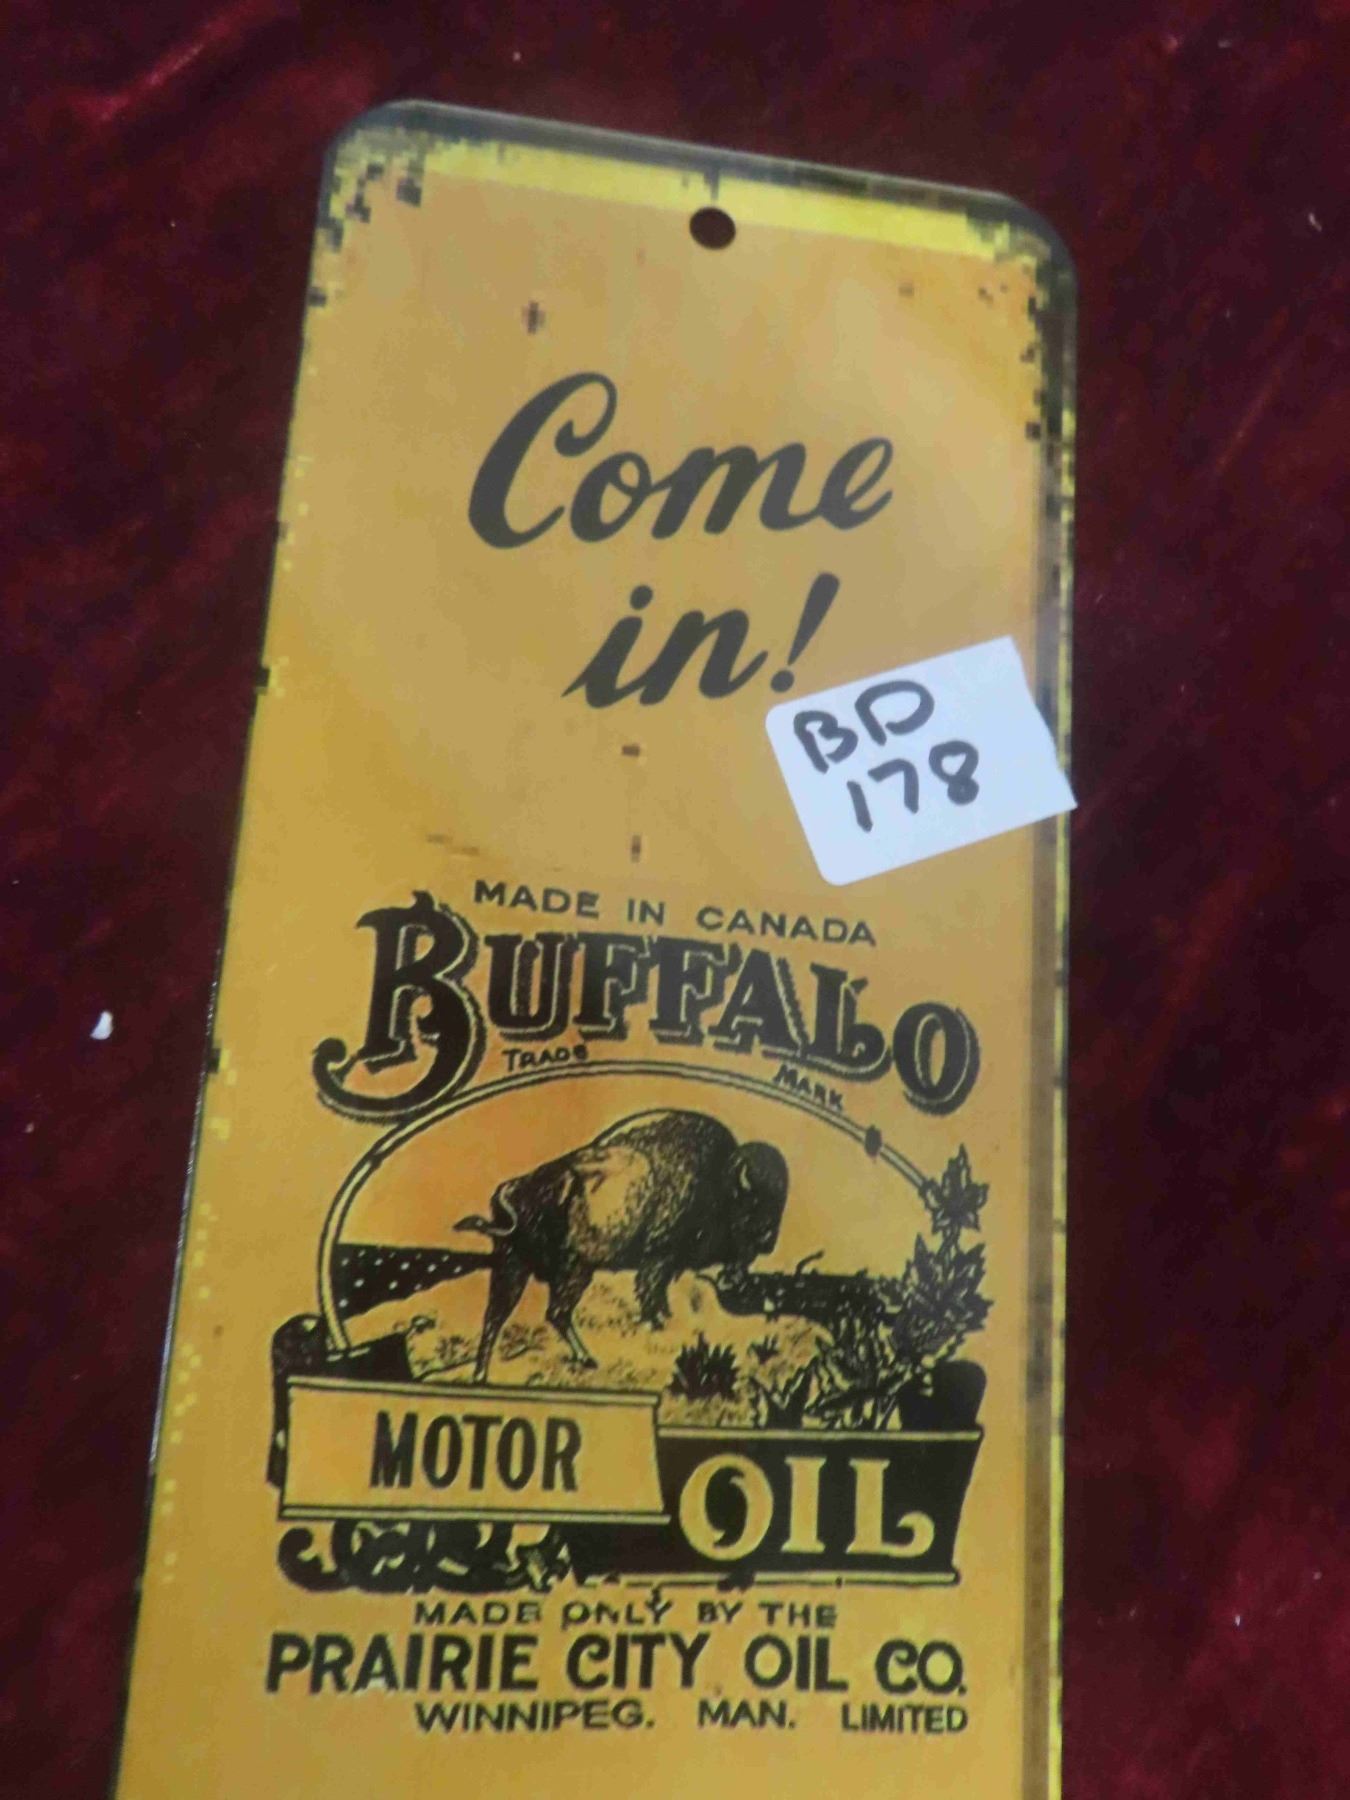 Come
in!
BD
178
MADE IN CANADA
BUFFALO
TRADE MARK
MOTOR
OIL
MADE ONLY BY THE
PRAIRIE CITY OIL CO.
WINNIPEG. MAN. LIMITED